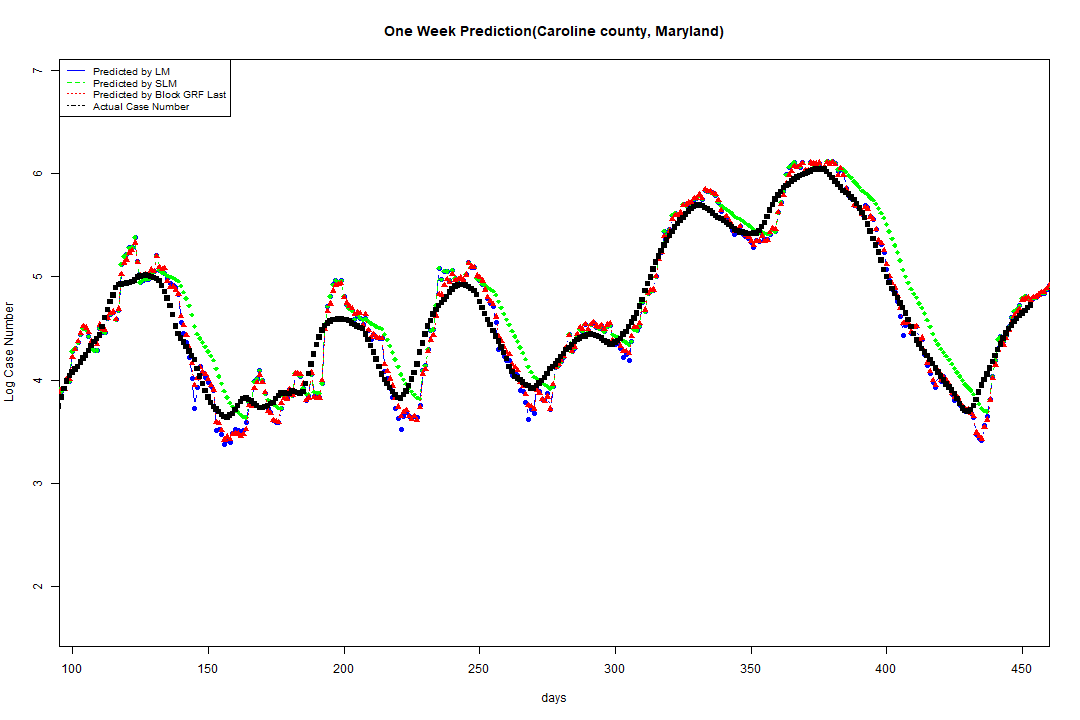 One Week Prediction(Caroline county, Maryland)
Predicted by LM
Predicted by SLM
Predicted by Block GRF Last
Actual Case Number
7
6
5
4
3
2
Log Case Number
100 150 200 250 300 350 400 450
days